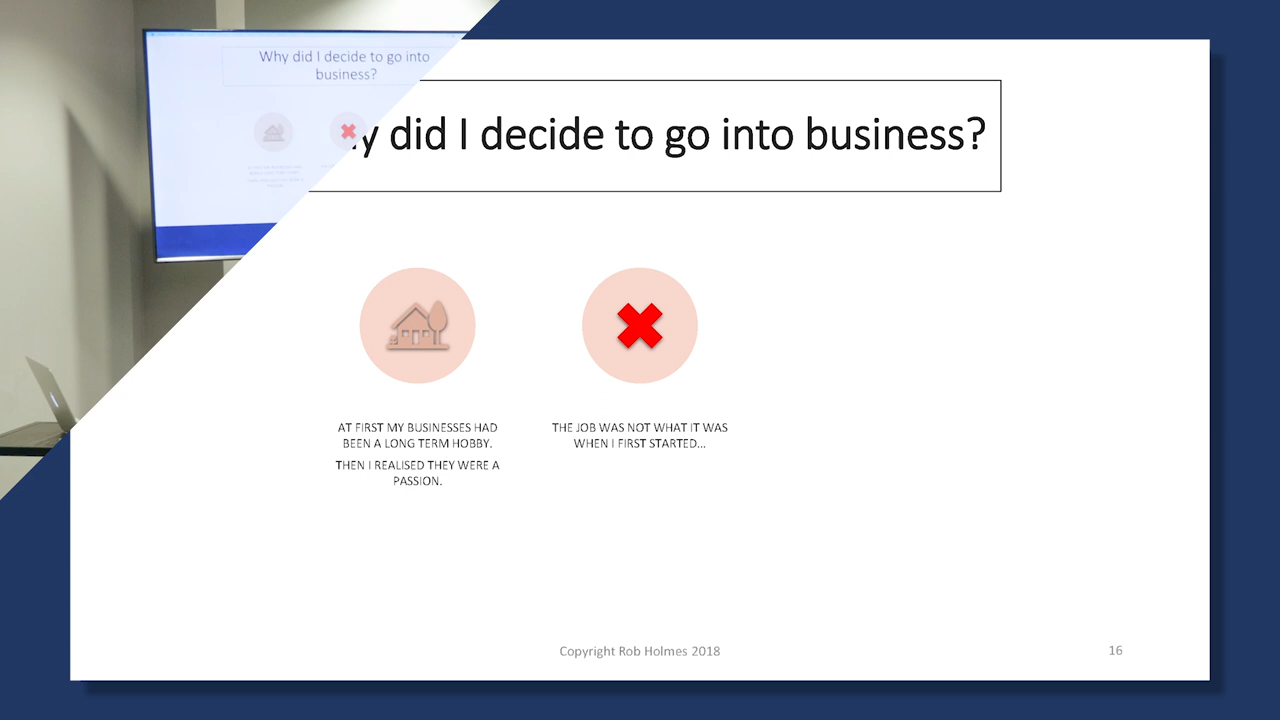 Why did I decide to go into
business?
y did I decide to go into business?
AT FIRST MY BUSINESSES HAD
BEEN A LONG TERM HOBBY.
THEN I REALISED THEY WERE A
PASSION.
THE JOB WAS NOT WHAT IT WAS
WHEN I FIRST STARTED...
Copyright Rob Holmes 2018
16